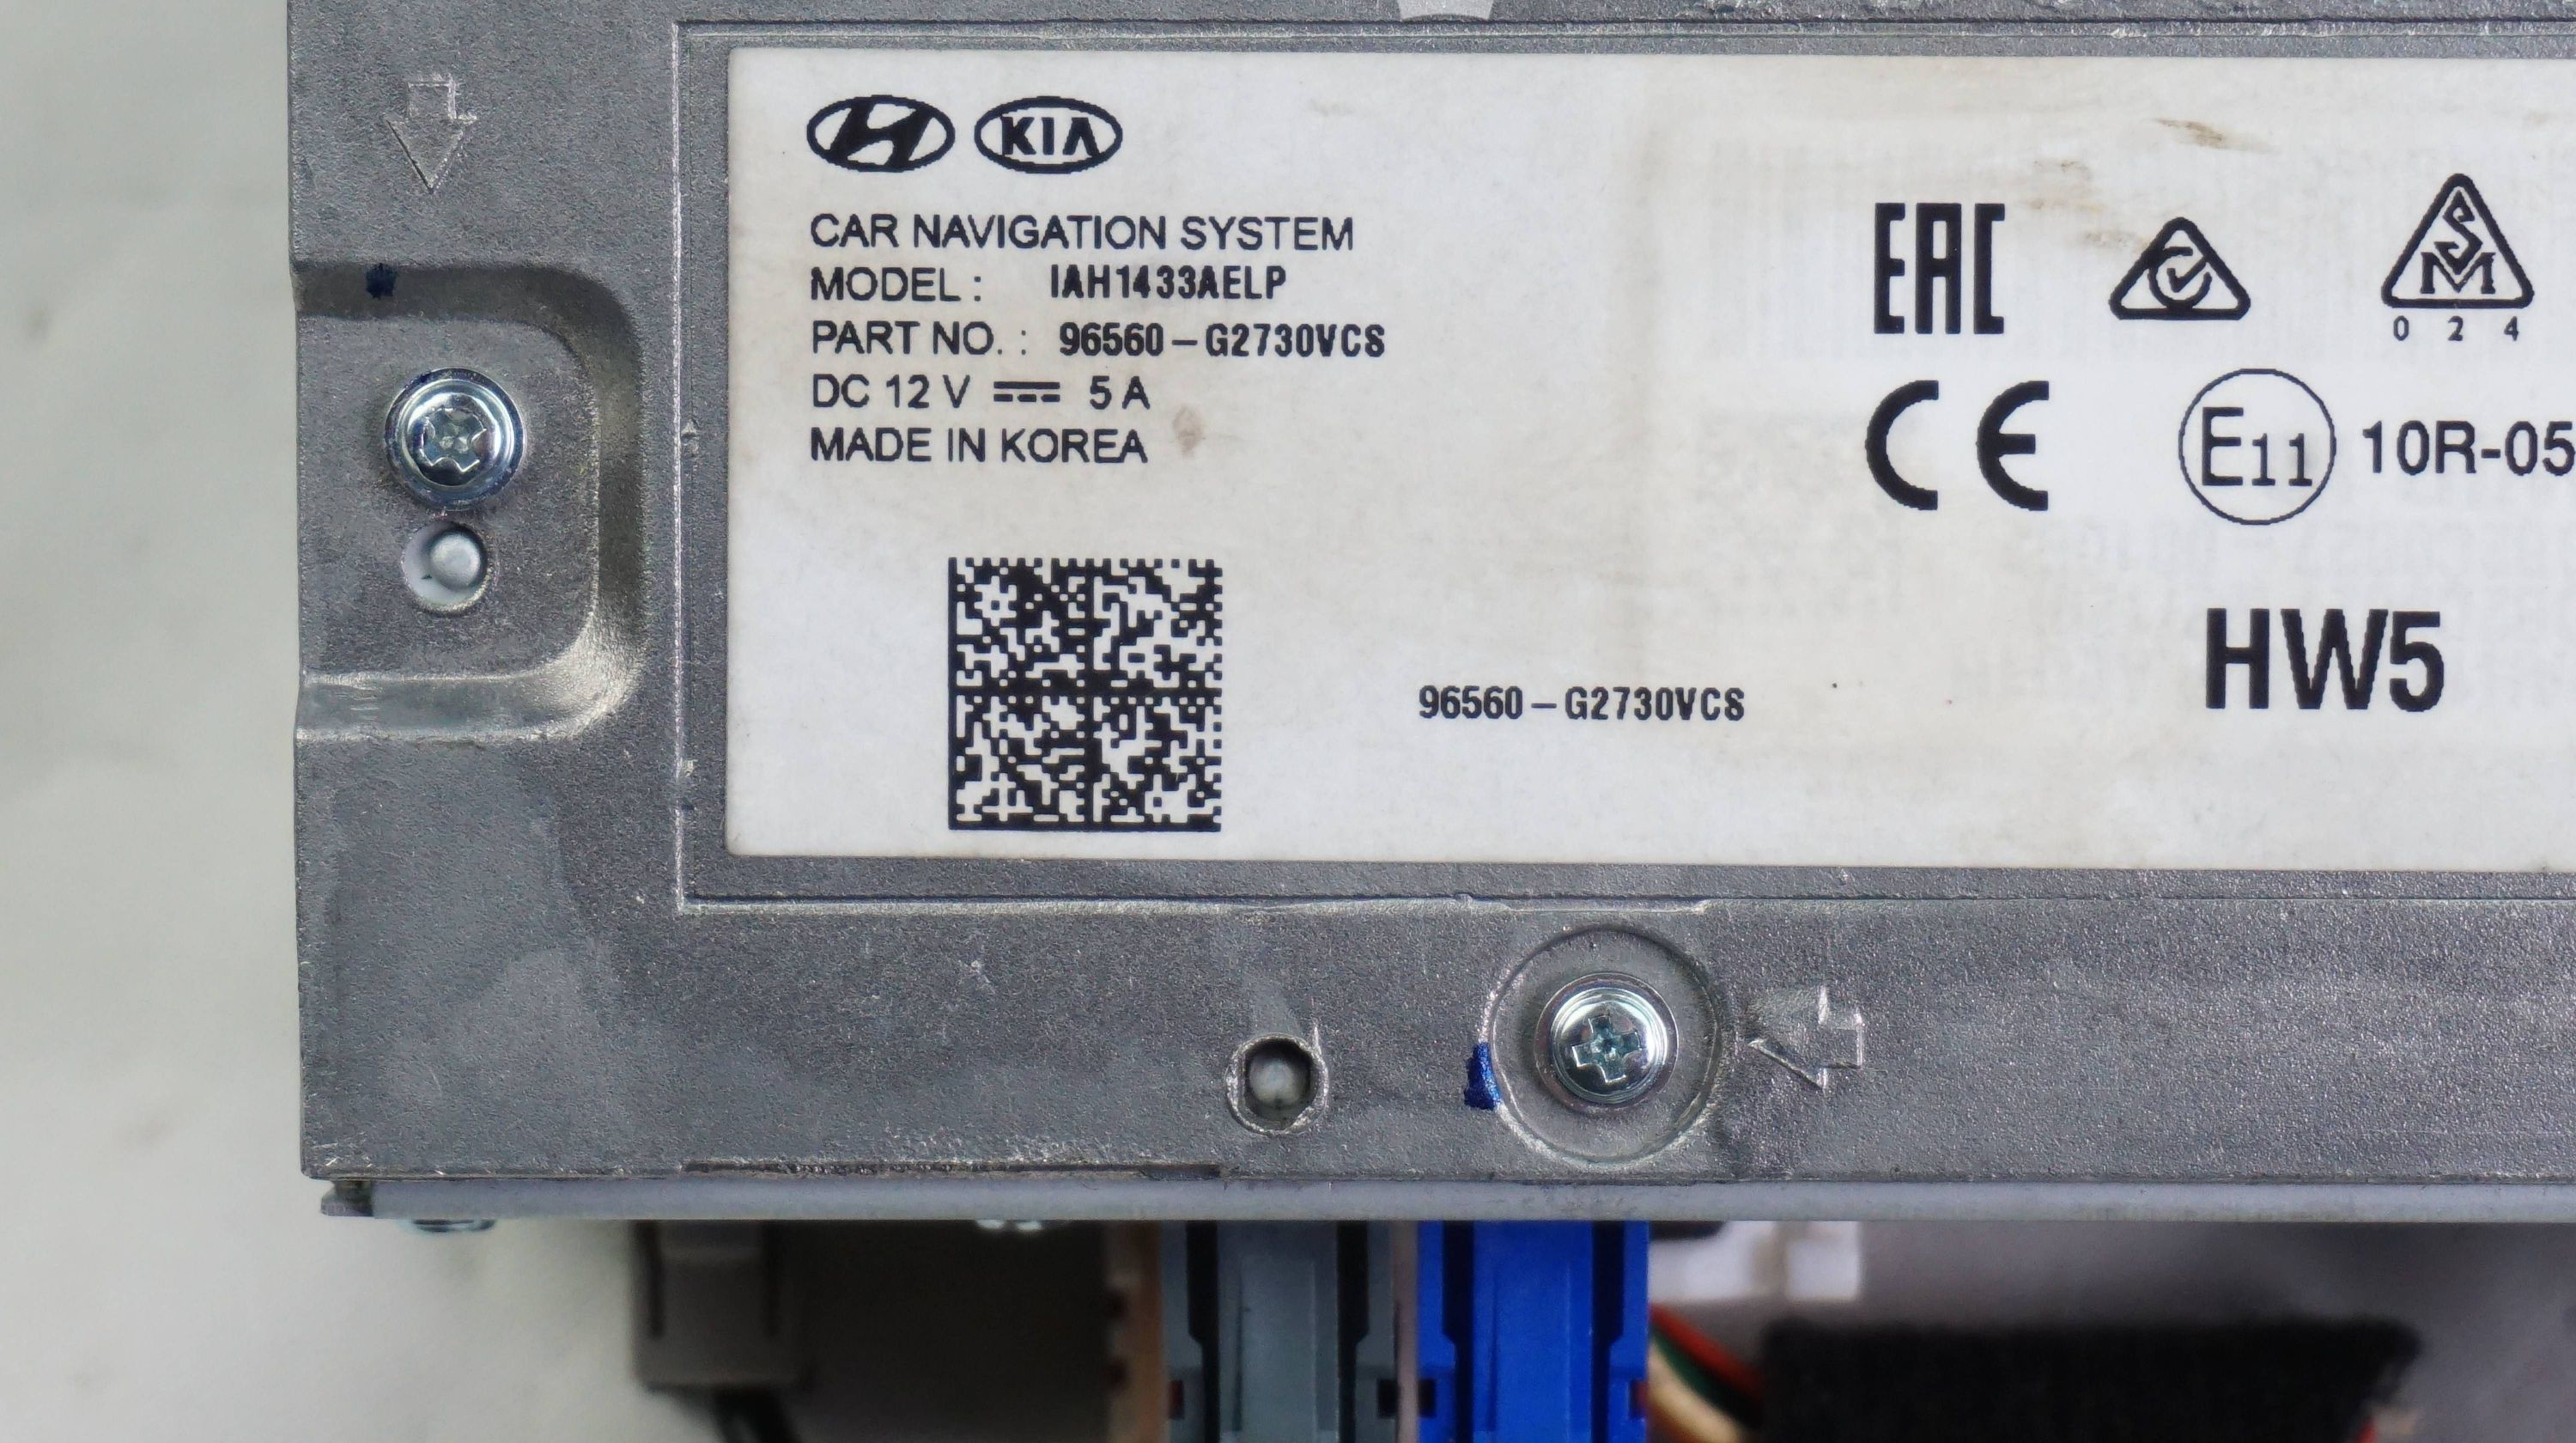 KIA
CAR NAVIGATION SYSTEM
MODEL : IAH1433AELP
PART NO. : 96560-G2730VCS
DC 12 V ⎓ 5 A
MADE IN KOREA
EAC
SM
024
CE
E11 10R-05
HW5
96560-G2730VCS